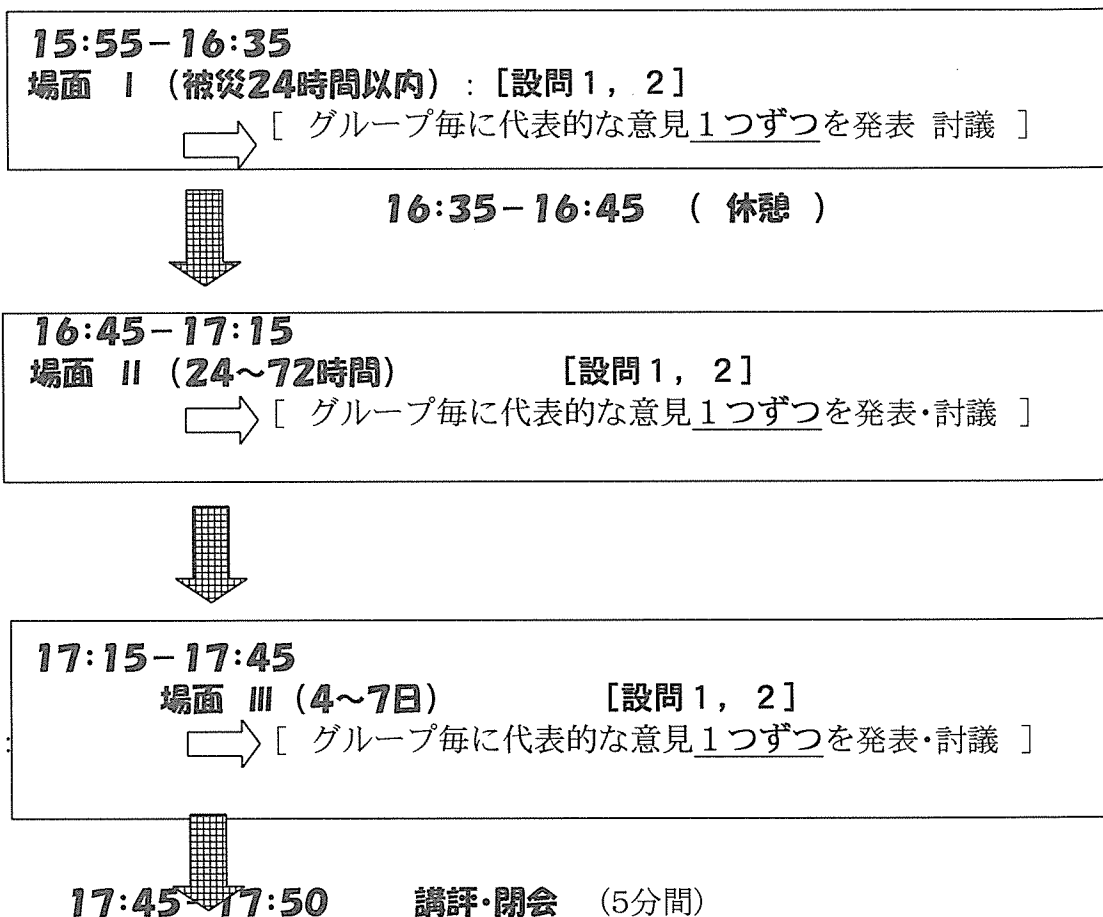 15:55-16:35
場面 I (被災24時間以内) : [設問1, 2]
[ グループ毎に代表的な意見1つずつを発表 討議 ]
16:35-16:45 ( 休憩 )
16:45-17:15
場面 II (24～72時間) [設問1, 2]
[ グループ毎に代表的な意見1つずつを発表・討議 ]
17:15-17:45
場面 III (4～7日) [設問1, 2]
[ グループ毎に代表的な意見1つずつを発表・討議 ]
17:45-17:50 講評・閉会 (5分間)